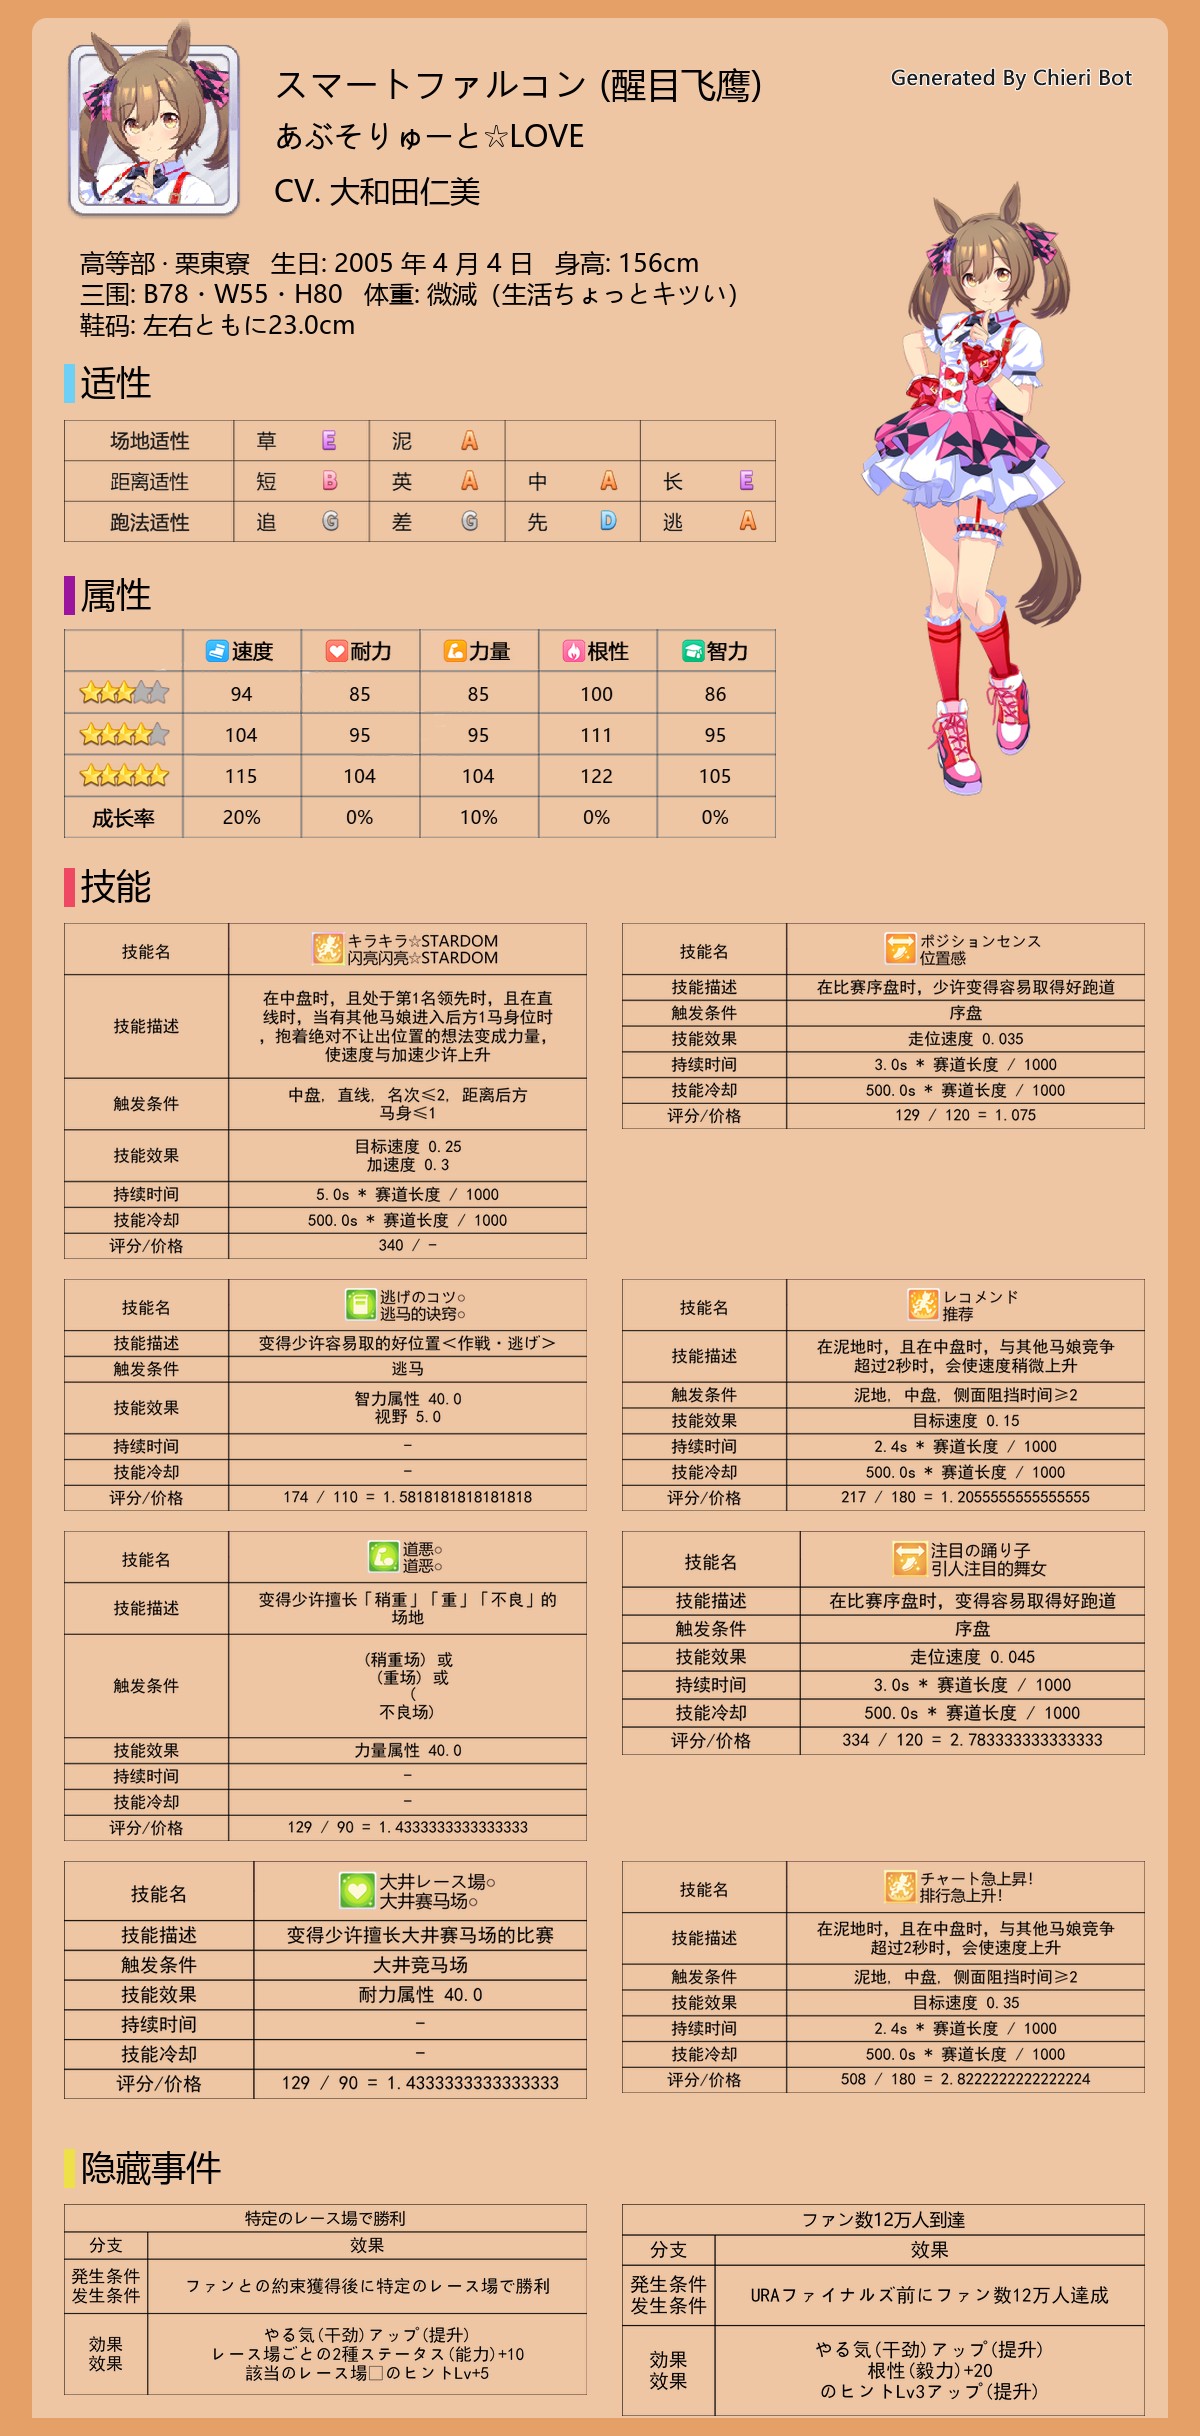 スマートファルコン (醒目飞鹰)
Generated By Chieri Bot
あぶそりゅーと☆LOVE
CV. 大和田仁美
高等部 · 栗東寮 生日: 2005 年 4 月 4 日 身高: 156cm
三围: B78・W55・H80 体重: 微減（生活ちょっとキツい）
鞋码: 左右ともに23.0cm
适性
场地适性 草 E 泥 A
距离适性 短 B 英 A 中 A 长 E
跑法适性 追 G 差 G 先 D 逃 A
属性
速度 耐力 力量 根性 智力
94 85 85 100 86
104 95 95 111 95
115 104 104 122 105
成长率 20% 0% 10% 0% 0%
技能
技能名 キラキラ☆STARDOM
闪亮闪亮☆STARDOM
技能描述 在中盘时，且处于第1名领先时，且在直
线时，当有其他马娘进入后方1马身位时
，抱着绝对不让出位置的想法变成力量，
使速度与加速少许上升
触发条件 中盘, 直线, 名次≤2, 距离后方
马身≤1
技能效果 目标速度 0.25
加速度 0.3
持续时间 5.0s * 赛道长度 / 1000
技能冷却 500.0s * 赛道长度 / 1000
评分/价格 340 / -
技能名 ポジションセンス
位置感
技能描述 在比赛序盘时，少许变得容易取得好跑道
触发条件 序盘
技能效果 走位速度 0.035
持续时间 3.0s * 赛道长度 / 1000
技能冷却 500.0s * 赛道长度 / 1000
评分/价格 129 / 120 = 1.075
技能名 逃げのコツ○
逃马的诀窍○
技能描述 变得少许容易取的好位置＜作戦・逃げ＞
触发条件 逃马
技能效果 智力属性 40.0
视野 5.0
持续时间 -
技能冷却 -
评分/价格 174 / 110 = 1.5818181818181818
技能名 レコメンド
推荐
技能描述 在泥地时，且在中盘时，与其他马娘竞争
超过2秒时，会使速度稍微上升
触发条件 泥地, 中盘, 侧面阻挡时间≥2
技能效果 目标速度 0.15
持续时间 2.4s * 赛道长度 / 1000
技能冷却 500.0s * 赛道长度 / 1000
评分/价格 217 / 180 = 1.2055555555555555
技能名 道悪○
道恶○
技能描述 变得少许擅长「稍重」「重」「不良」的
场地
触发条件 (稍重场) 或
(重场) 或
(
不良场)
技能效果 力量属性 40.0
持续时间 -
技能冷却 -
评分/价格 129 / 90 = 1.4333333333333333
技能名 注目の踊り子
引人注目的舞女
技能描述 在比赛序盘时，变得容易取得好跑道
触发条件 序盘
技能效果 走位速度 0.045
持续时间 3.0s * 赛道长度 / 1000
技能冷却 500.0s * 赛道长度 / 1000
评分/价格 334 / 120 = 2.783333333333333
技能名 大井レース場○
大井赛马场○
技能描述 变得少许擅长大井赛马场的比赛
触发条件 大井竞马场
技能效果 耐力属性 40.0
持续时间 -
技能冷却 -
评分/价格 129 / 90 = 1.4333333333333333
技能名 チャート急上昇！
排行急上升！
技能描述 在泥地时，且在中盘时，与其他马娘竞争
超过2秒时，会使速度上升
触发条件 泥地, 中盘, 侧面阻挡时间≥2
技能效果 目标速度 0.35
持续时间 2.4s * 赛道长度 / 1000
技能冷却 500.0s * 赛道长度 / 1000
评分/价格 508 / 180 = 2.8222222222222224
隐藏事件
特定のレース場で勝利
分支 效果
発生条件
发生条件 ファンとの約束獲得後に特定のレース場で勝利
効果
效果 やる気(干劲)アップ(提升)
レース場ごとの2種ステータス(能力)+10
該当のレース場□のヒントLv+5
ファン数12万人到達
分支 效果
発生条件
发生条件 URAファイナルズ前にファン数12万人達成
効果
效果 やる気(干劲)アップ(提升)
根性(毅力)+20
のヒントLv3アップ(提升)